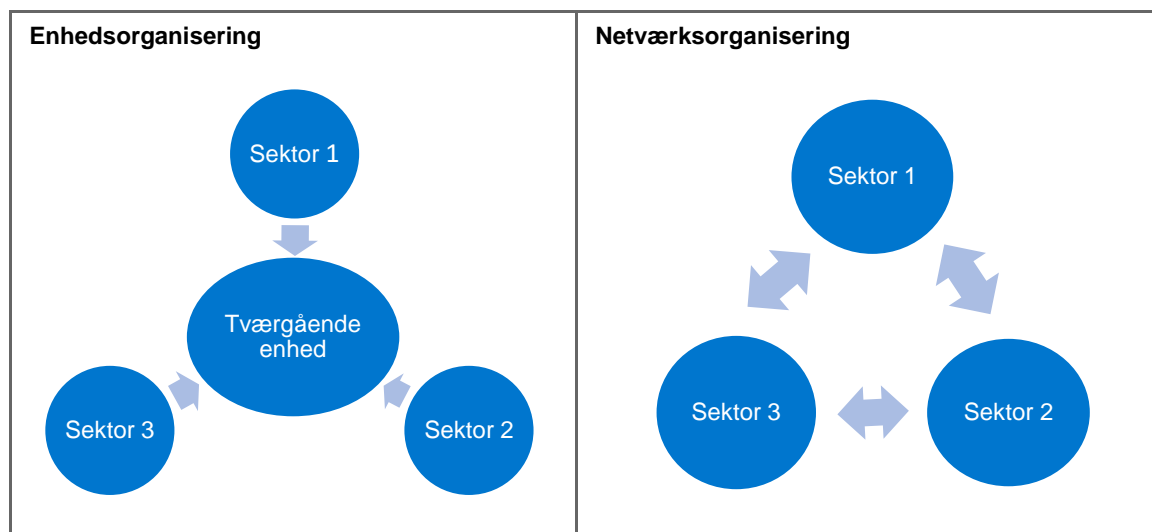 Enhedsorganisering
Sektor 1
Tværgående
enhed
Sektor 3
Sektor 2
Netværksorganisering
Sektor 1
Sektor 3
Sektor 2